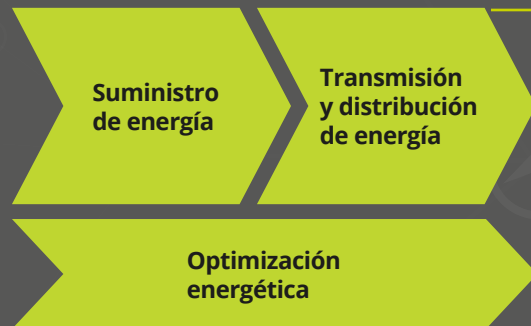 Suministro
de energía
Transmisión
y distribución
de energía
Optimización
energética